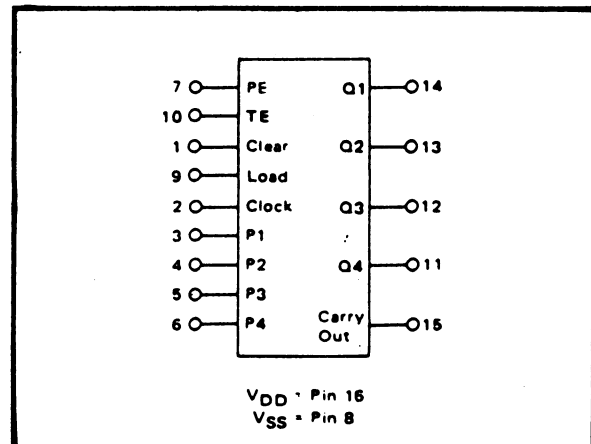 7 PE Q1 14
10 TE
1 Clear Q2 13
9 Load
2 Clock Q3 12
3 P1
4 P2 Q4 11
5 P3
6 P4 Carry Out 15
VDD = Pin 16
VSS = Pin 8